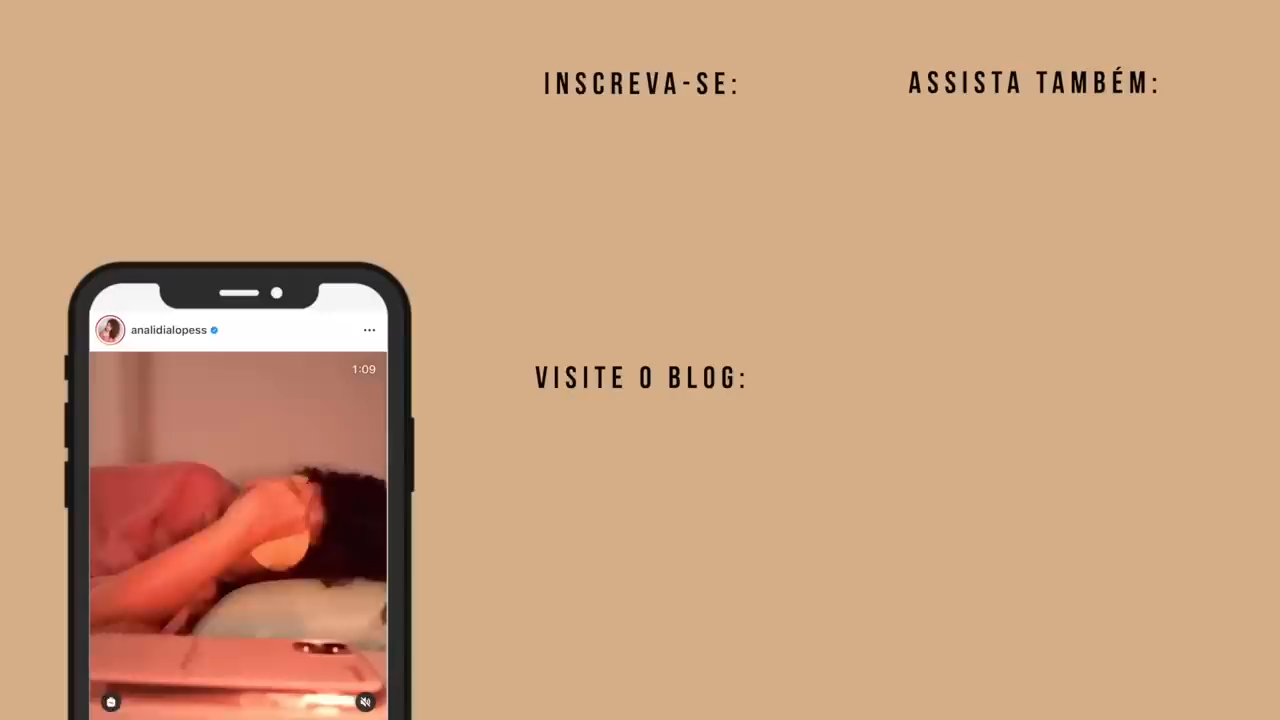 INSCREVA-SE:
ASSISTA TAMBÉM:
analidialopess
1:09
VISITE O BLOG: